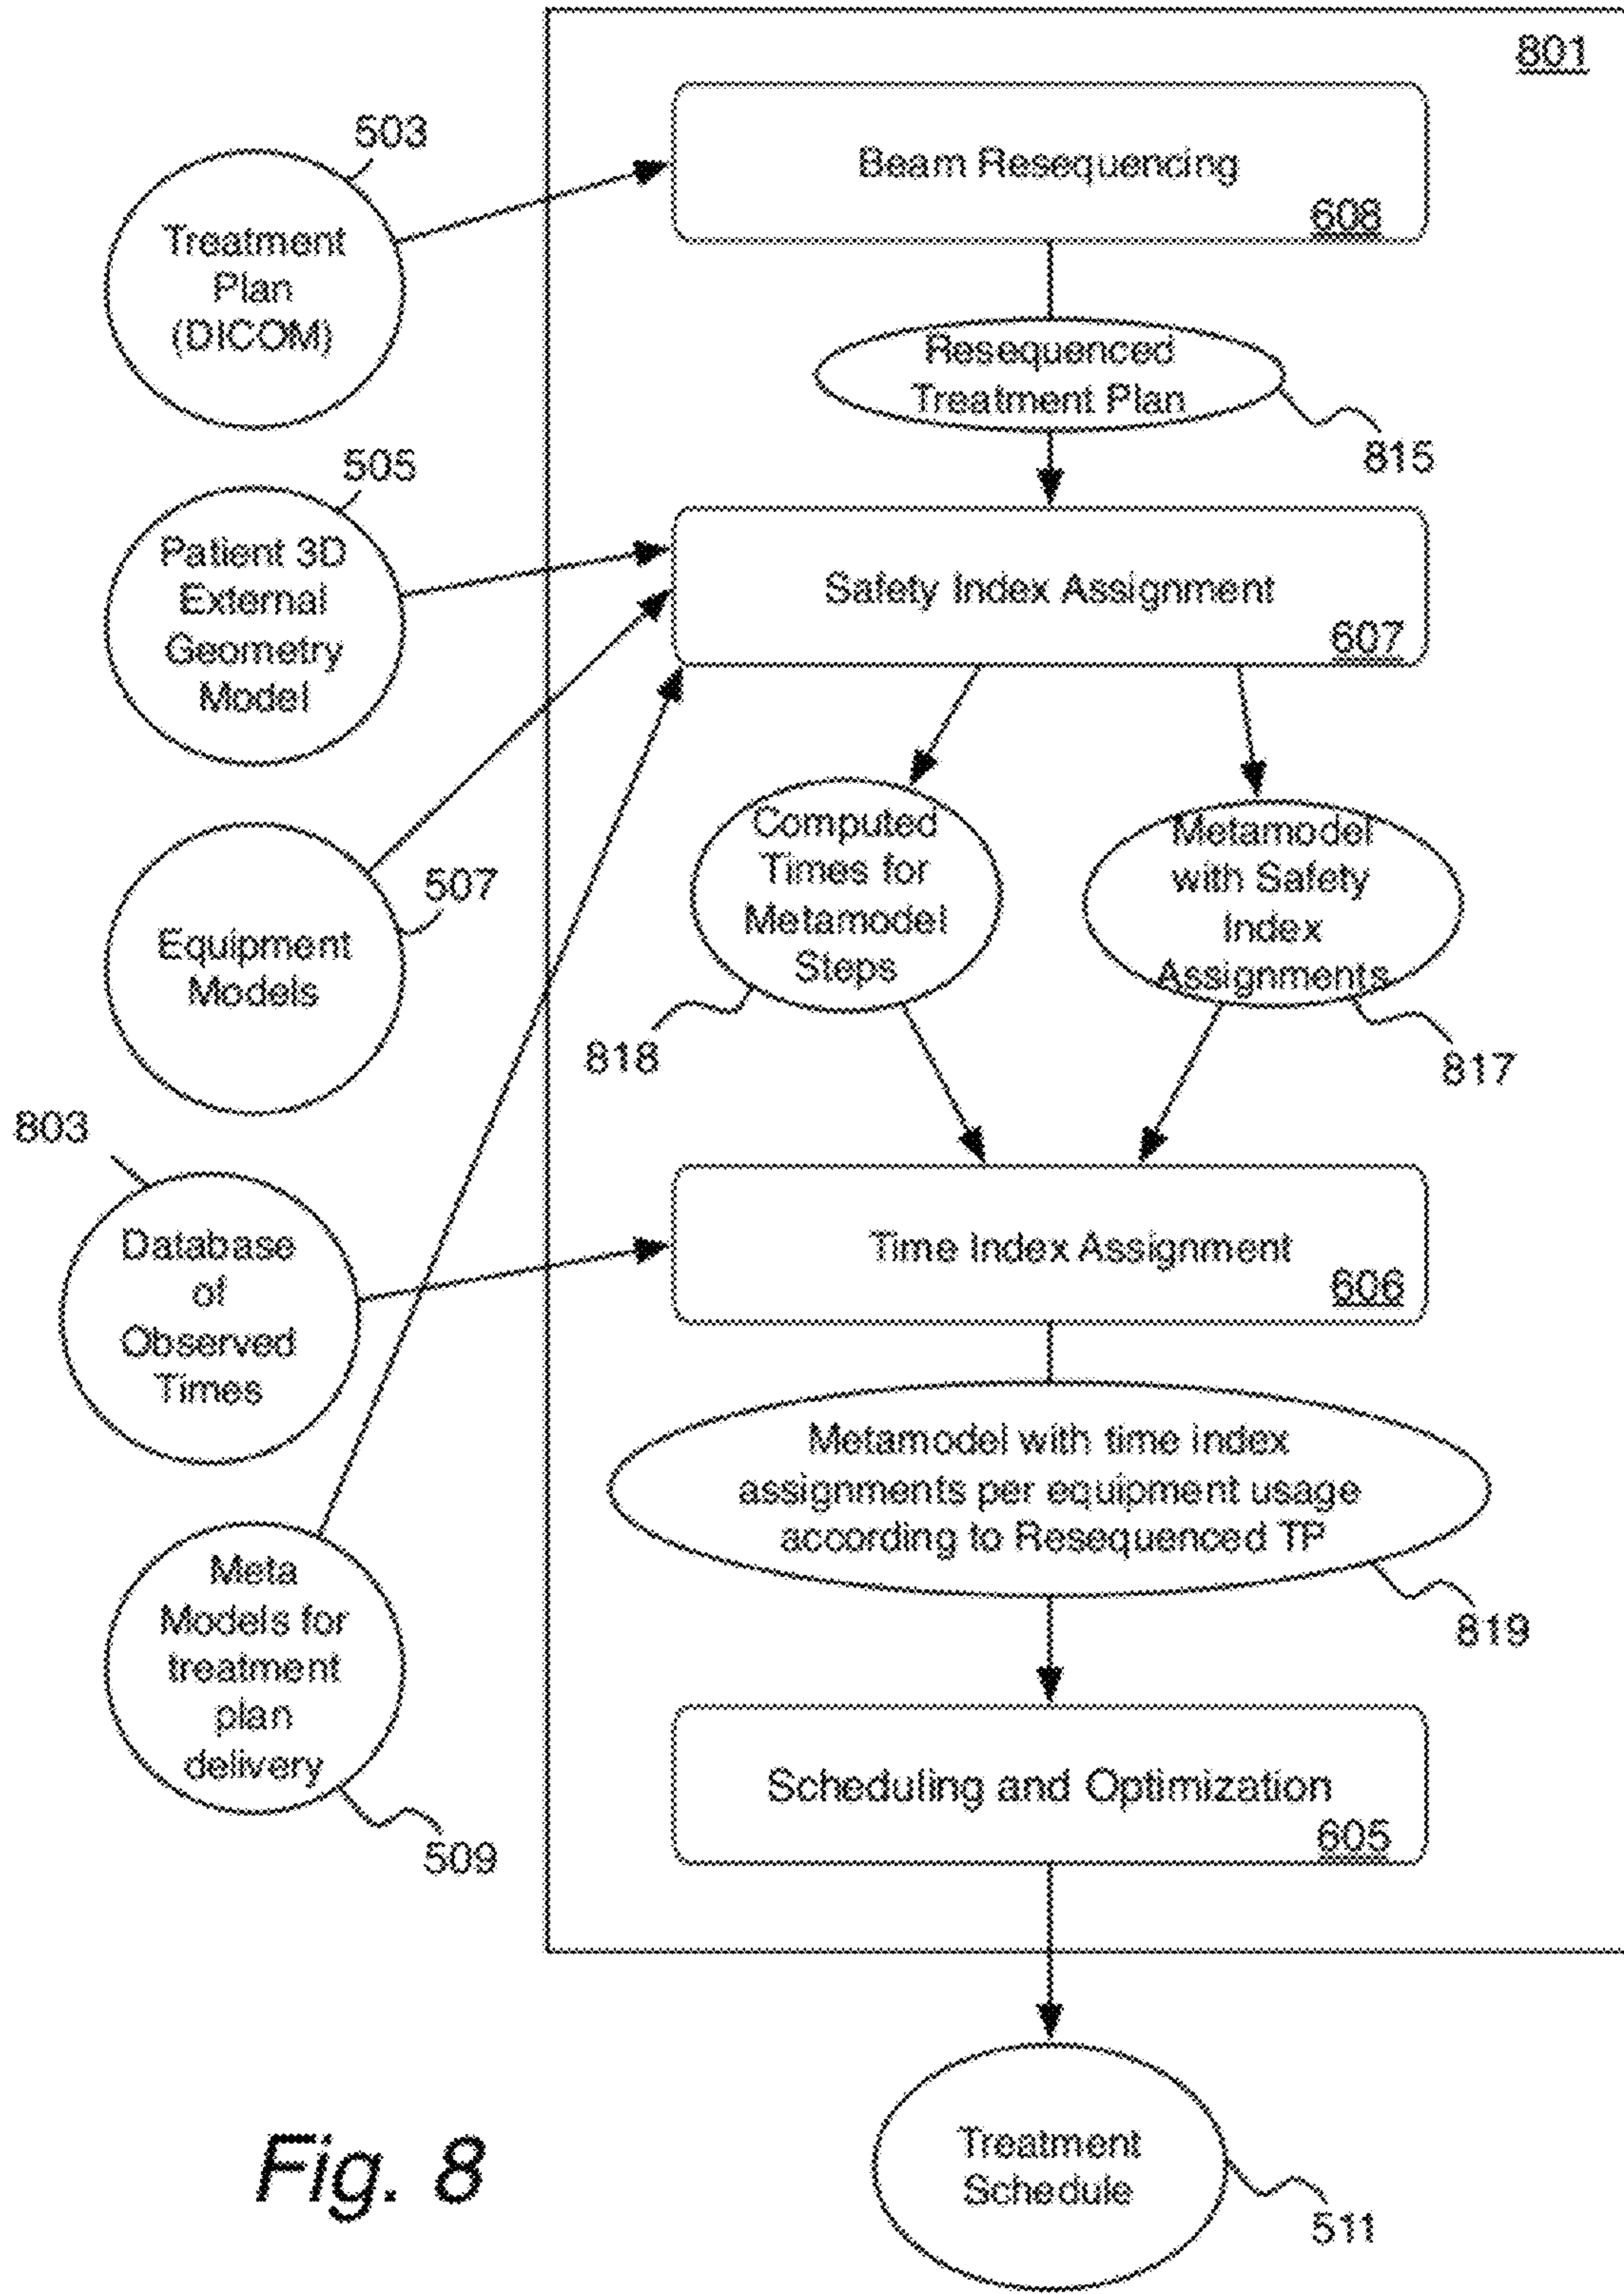 801
503
Treatment
Plan
(DICOM)
Beam Resequencing
608
Resequenced
Treatment Plan
815
505
Patient 3D
External
Geometry
Model
Safety Index Assignment
607
Equipment
Models
507
Computed
Times for
Metamodel
Steps
818
Metamodel
with Safety
Index
Assignments
817
803
Database
of
Observed
Times
Time Index Assignment
606
Metamodel with time index
assignments per equipment usage
according to Resequenced TP
819
Meta
Models for
treatment
plan
delivery
509
Scheduling and Optimization
605
Treatment
Schedule
511
Fig. 8